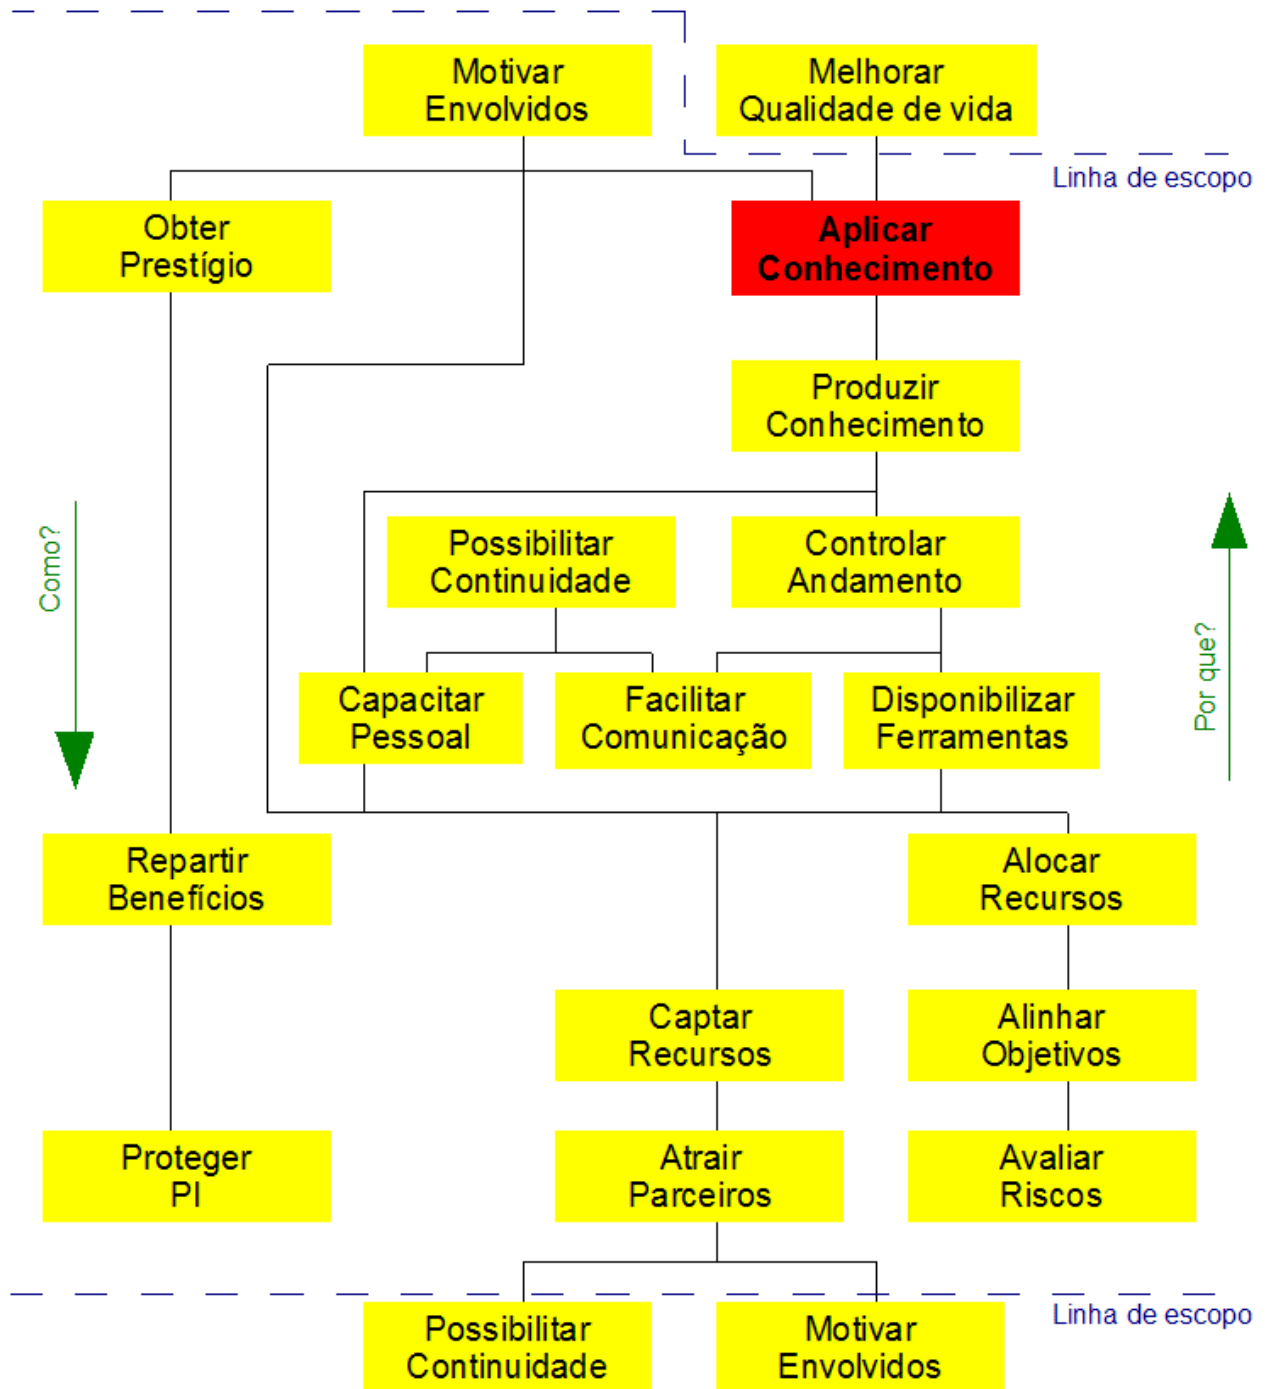 Motivar
Envolvidos
Melhorar
Qualidade de vida
Linha de escopo
Obter
Prestígio
Aplicar
Conhecimento
Produzir
Conhecimento
Como?
Possibilitar
Continuidade
Controlar
Andamento
Por que?
Capacitar
Pessoal
Facilitar
Comunicação
Disponibilizar
Ferramentas
Repartir
Benefícios
Alocar
Recursos
Captar
Recursos
Alinhar
Objetivos
Proteger
PI
Atrair
Parceiros
Avaliar
Riscos
Linha de escopo
Possibilitar
Continuidade
Motivar
Envolvidos